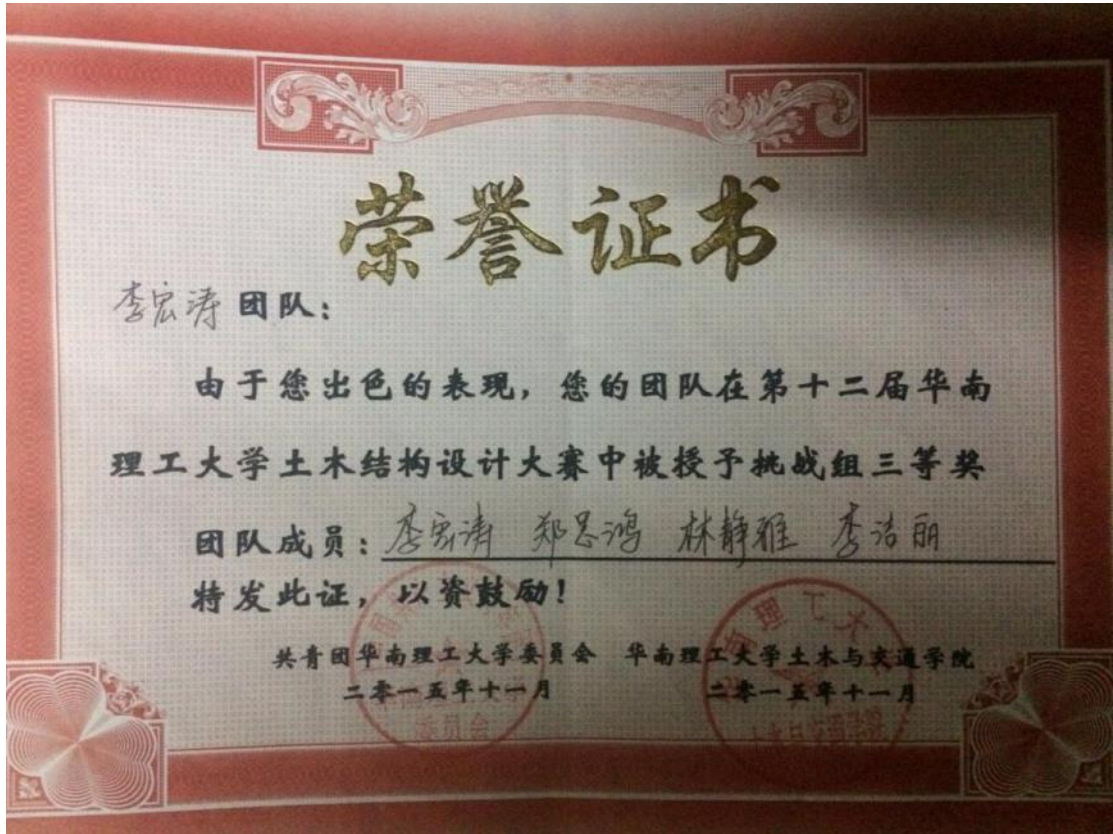 荣誉证书
李宏涛团队：
由于您出色的表现，您的团队在第十二届华南
理工大学土木结构设计大赛中被授予挑战组三等奖
团队成员：李宏涛 郑思鸿 林静雅 李洁丽
特发此证，以资鼓励！
共青团华南理工大学委员会 华南理工大学土木与交通学院
二零一五年十一月 二零一五年十一月
委员会